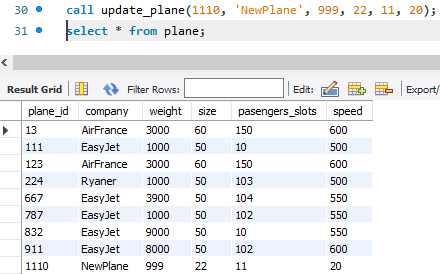 30 call update_plane(1110, 'NewPlane', 999, 22, 11, 20);
31 select * from plane;
Result Grid Filter Rows: Edit: Export/
plane_id company weight size pasengers_slots speed
13 AirFrance 3000 60 150 600
111 EasyJet 1000 50 10 500
123 AirFrance 3000 60 150 600
224 Ryaner 1000 50 103 500
667 EasyJet 3900 50 104 550
787 EasyJet 1000 50 102 550
832 EasyJet 9000 50 10 550
911 EasyJet 8000 50 102 600
1110 NewPlane 999 22 11 20